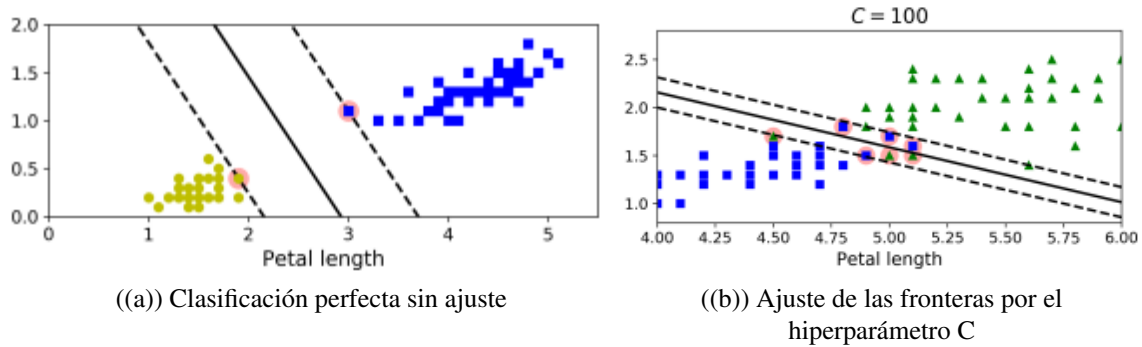 C = 100
2.0
1.5
1.0
0.5
0.0
0 1 2 3 4 5
Petal length
2.5
2.0
1.5
1.0
4.00 4.25 4.50 4.75 5.00 5.25 5.50 5.75 6.00
Petal length
((a)) Clasificación perfecta sin ajuste
((b)) Ajuste de las fronteras por el
hiperparámetro C